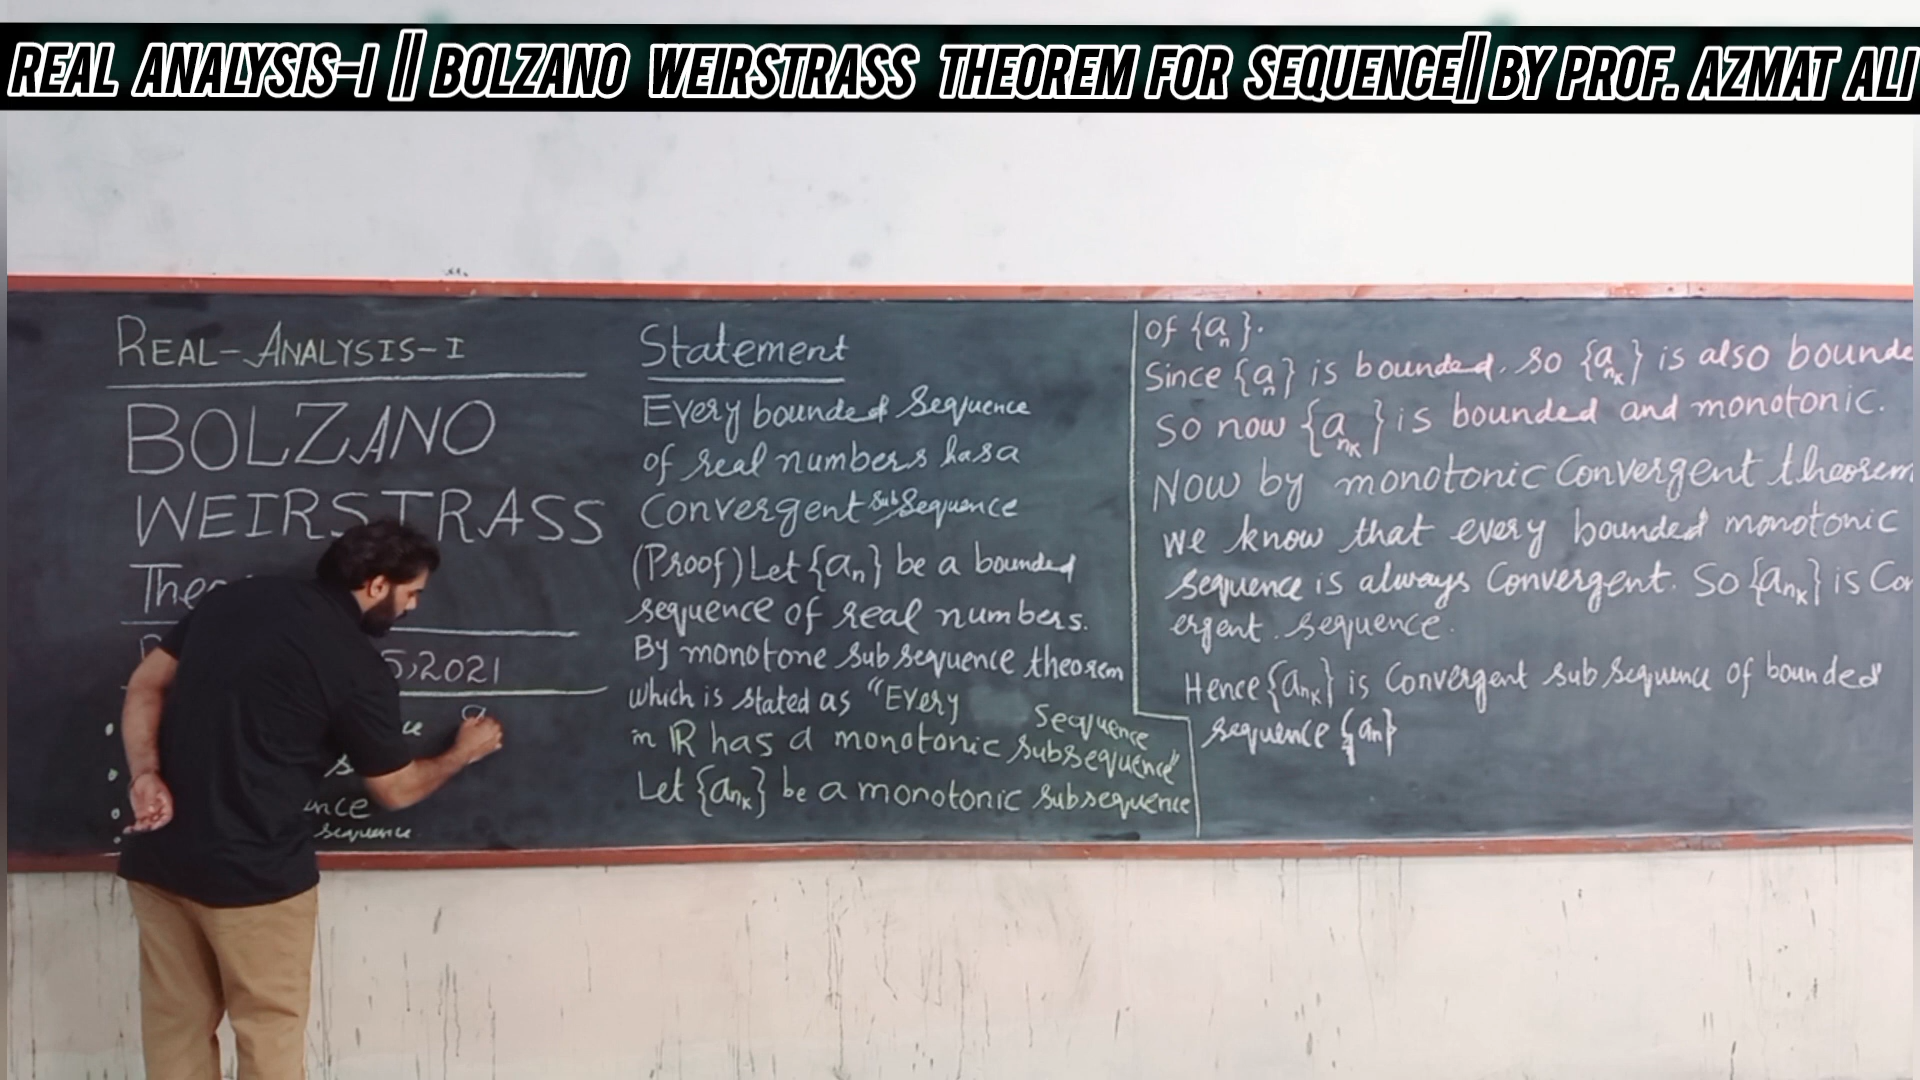 REAL ANALYSIS-I || BOLZANO WEIRSTRASS THEOREM FOR SEQUENCE|| BY PROF. AZMAT ALI
REAL-ANALYSIS-I
BOLZANO
WEIRSTRASS
5,2021
sequence
Statement
Every bounded Sequence
of real numbers has a
Convergent subsequence
(Proof) Let {an} be a bounded
sequence of real numbers.
By monotone subsequence theorem
which is stated as "Every
Sequence
in R has a monotonic subsequence"
Let {ank} be a monotonic subsequence
of {an}.
Since {an} is bounded. so {ank} is also bounde
So now {ank} is bounded and monotonic.
Now by monotonic Convergent theorem
we know that every bounded monotonic
sequence is always Convergent. So {ank} is Con
ergent sequence.
Hence {ank} is Convergent subsequence of bounded
sequence {an}